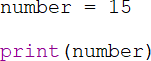 number = 15
print(number)